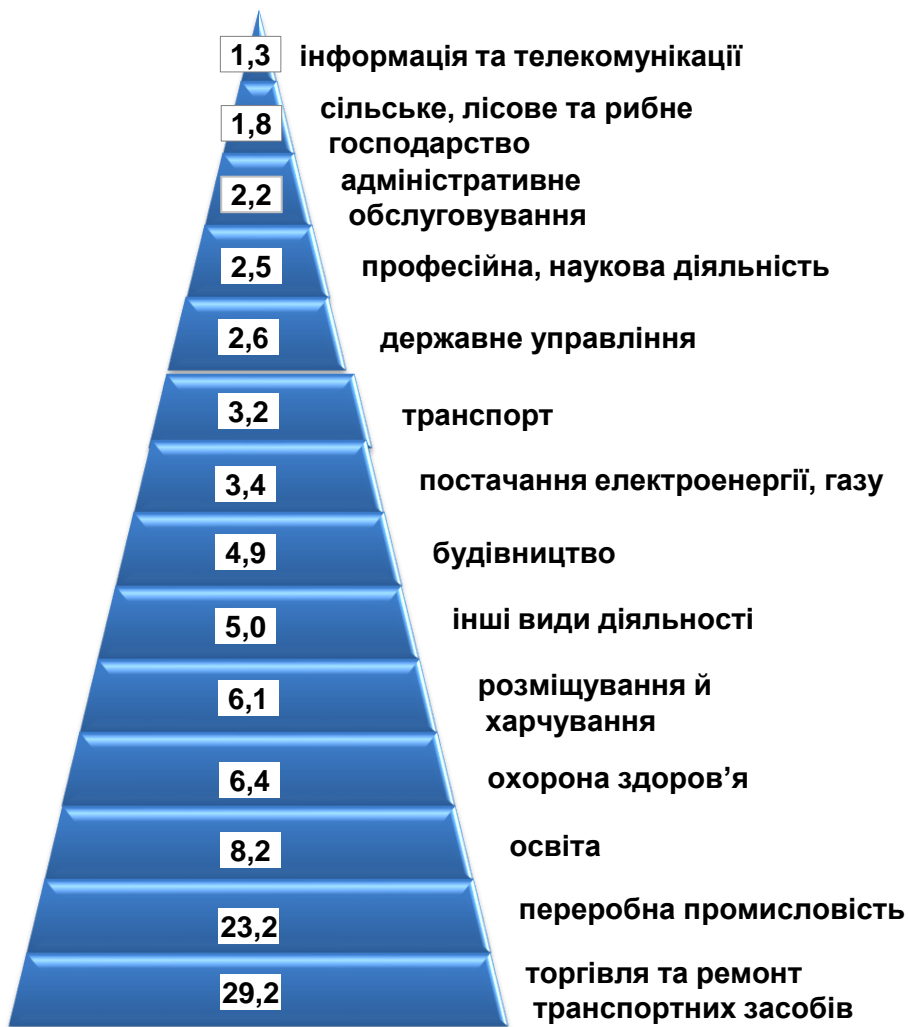 1,3 інформація та телекомунікації
1,8 сільське, лісове та рибне
господарство
2,2 адміністративне
обслуговування
2,5 професійна, наукова діяльність
2,6 державне управління
3,2 транспорт
3,4 постачання електроенергії, газу
4,9 будівництво
5,0 інші види діяльності
6,1 розміщування й
харчування
6,4 охорона здоров’я
8,2 освіта
23,2 переробна промисловість
29,2 торгівля та ремонт
транспортних засобів